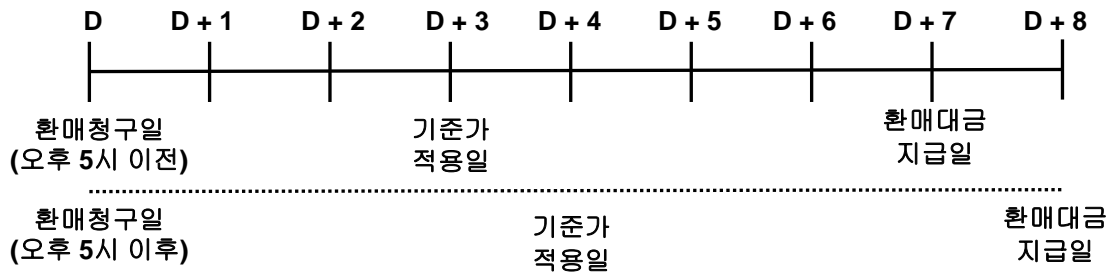 D D + 1 D + 2 D + 3 D + 4 D + 5 D + 6 D + 7 D + 8
환매청구일
(오후 5시 이전)
기준가
적용일
환매대금
지급일
환매청구일
(오후 5시 이후)
기준가
적용일
환매대금
지급일